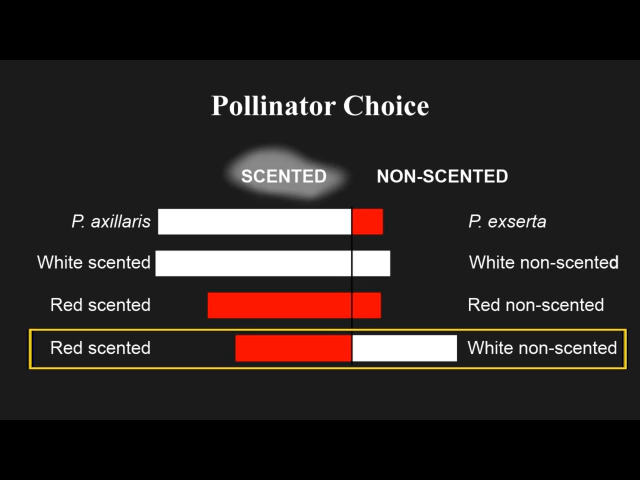 Pollinator Choice
SCENTED NON-SCENTED
P. axillaris P. exserta
White scented White non-scented
Red scented Red non-scented
Red scented White non-scented